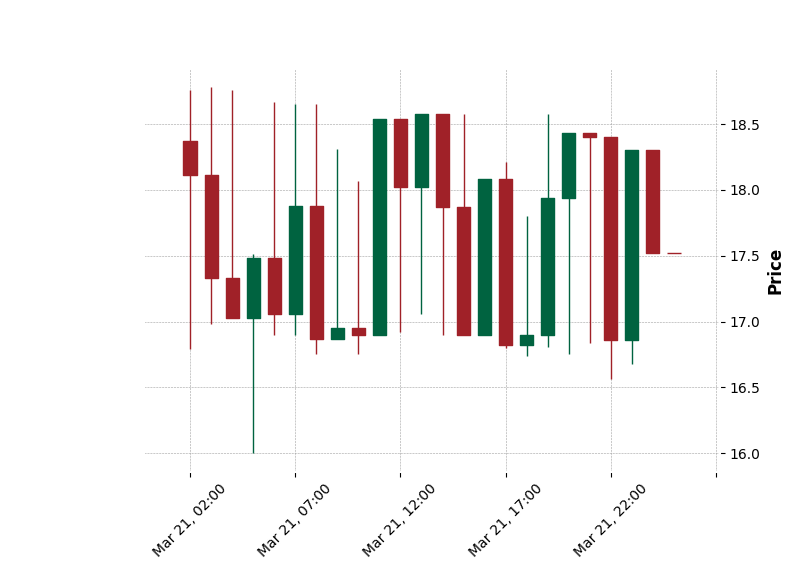 18.5
18.0
17.5
17.0
16.5
16.0
Price
Mar 21, 02:00
Mar 21, 07:00
Mar 21, 12:00
Mar 21, 17:00
Mar 21, 22:00